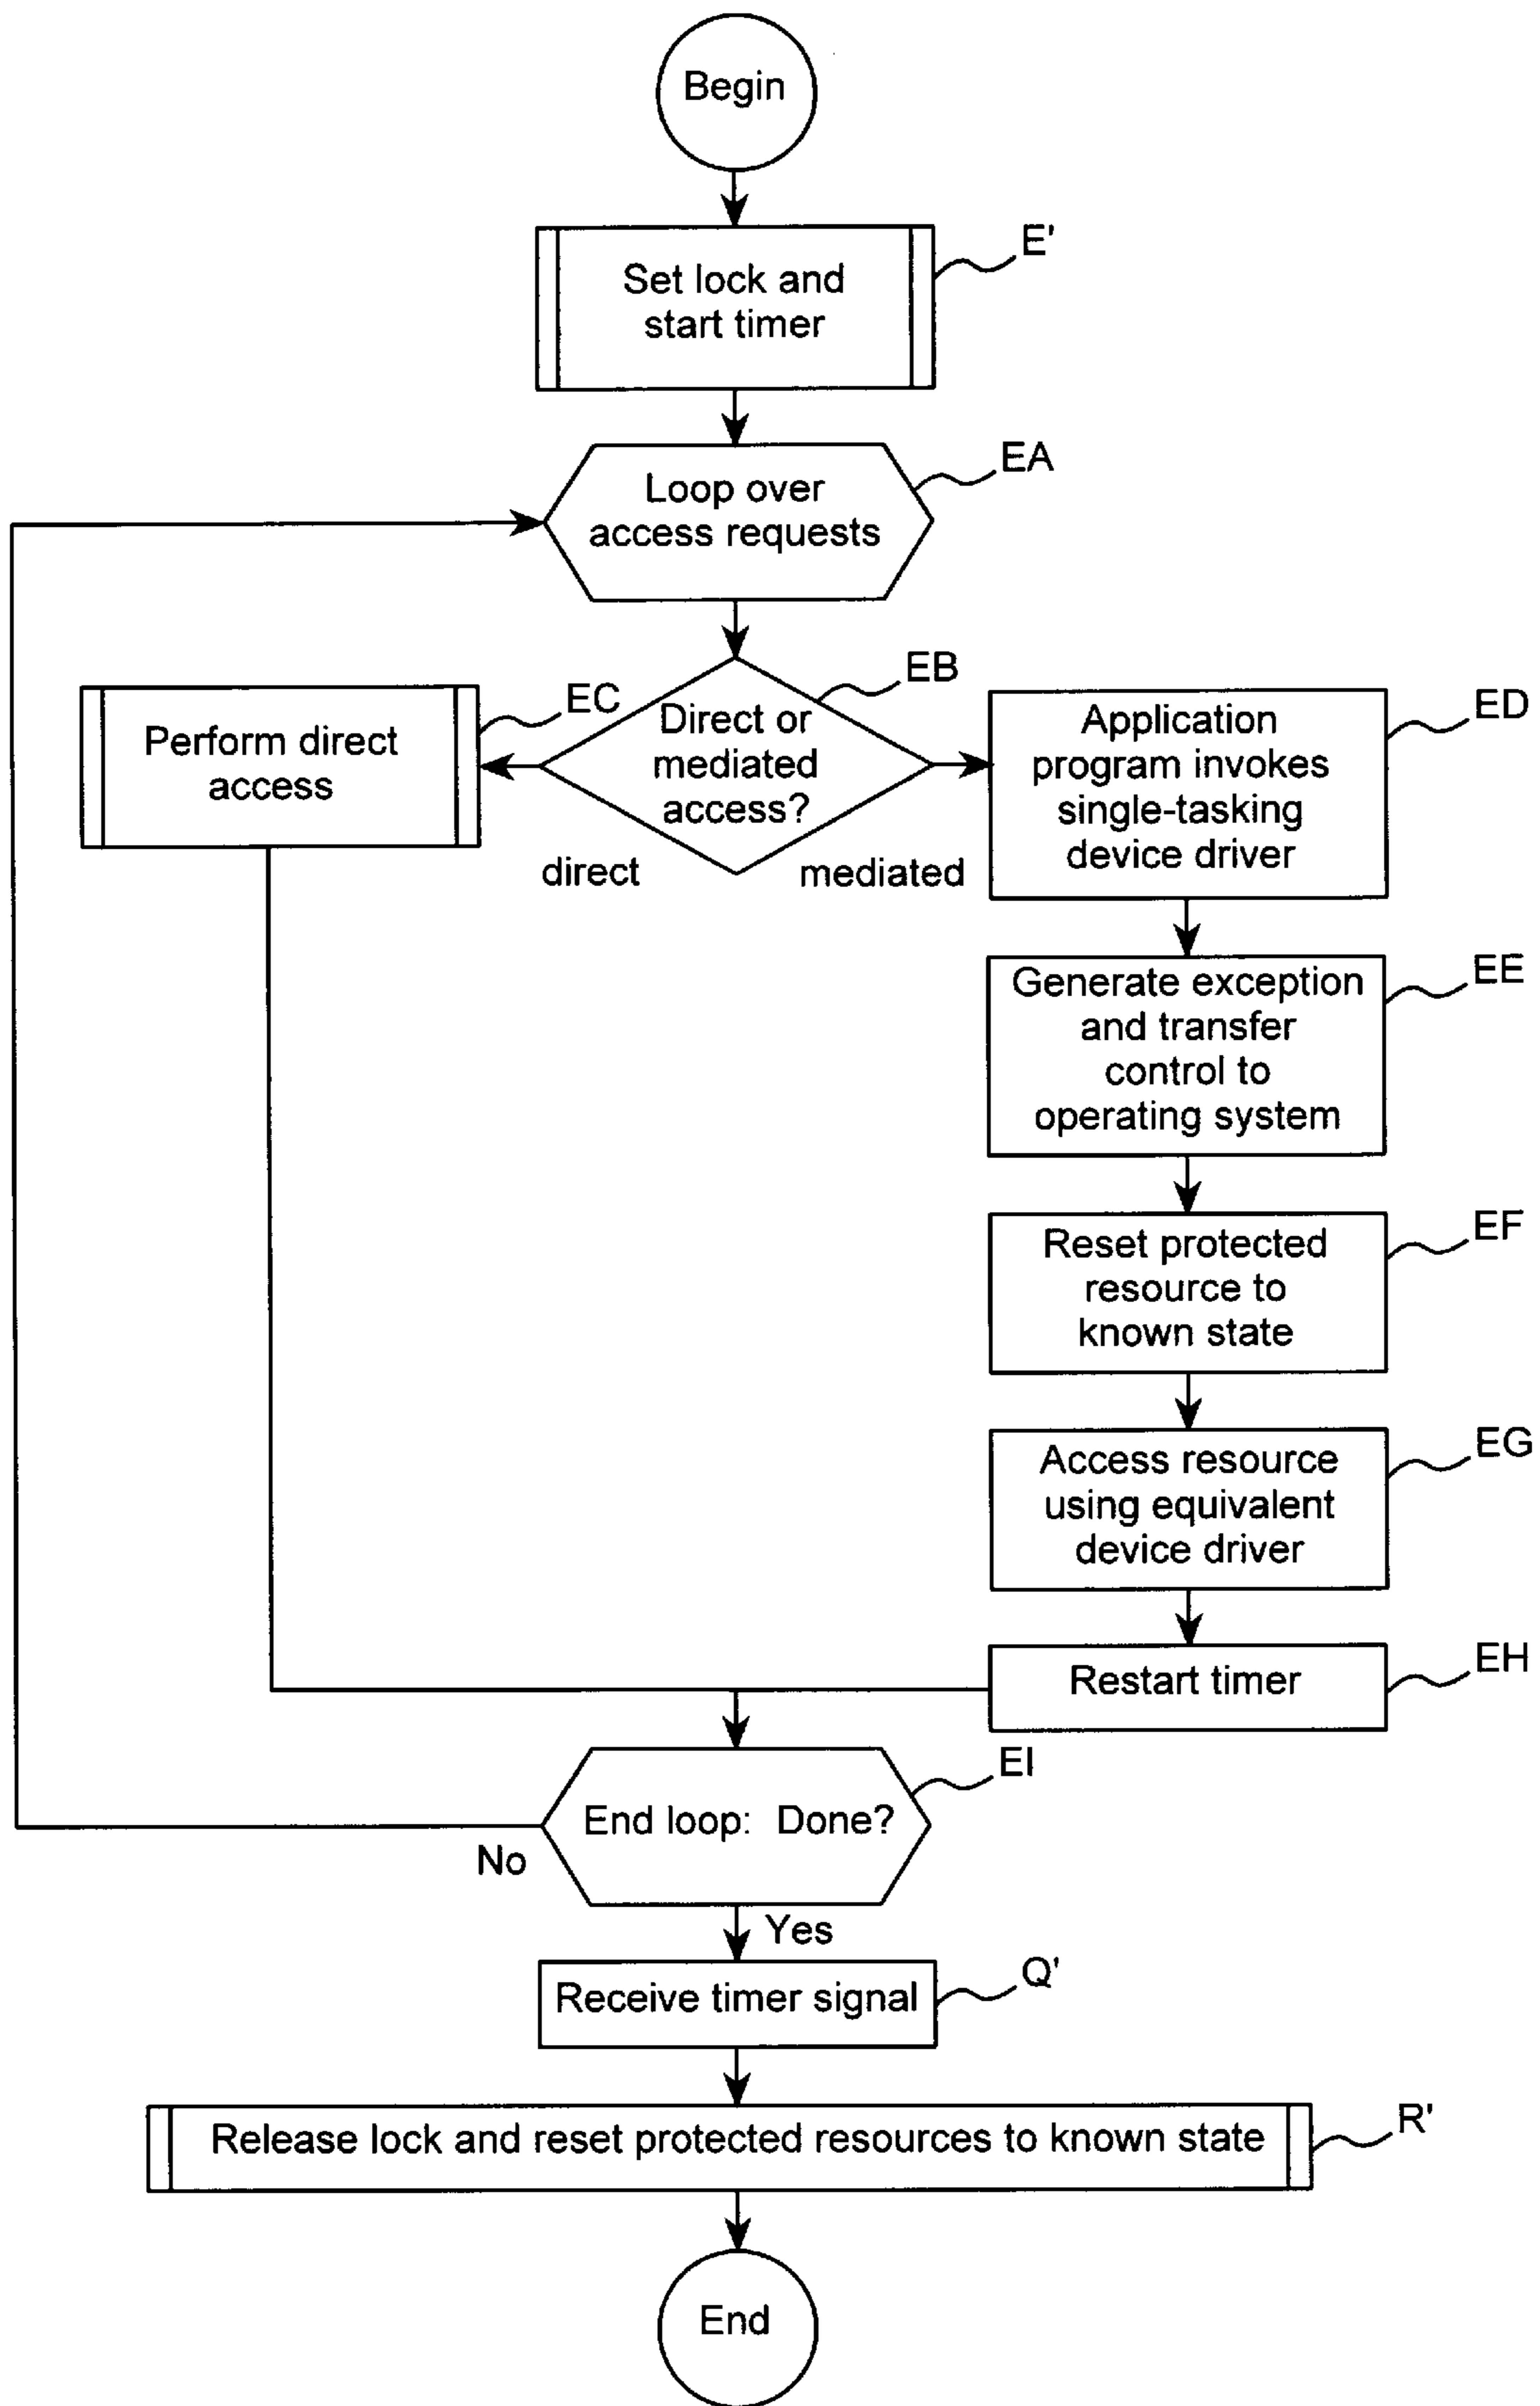 Begin
Set lock and
start timer
E'
Loop over
access requests
EA
Direct or
mediated
access?
EB
direct
mediated
Perform direct
access
EC
Application
program invokes
single-tasking
device driver
ED
Generate exception
and transfer
control to
operating system
EE
Reset protected
resource to
known state
EF
Access resource
using equivalent
device driver
EG
Restart timer
EH
End loop: Done?
EI
No
Yes
Receive timer signal
Q'
Release lock and reset protected resources to known state
R'
End